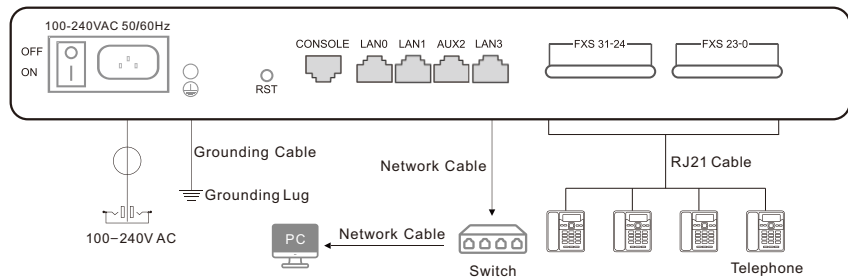 100-240VAC 50/60Hz
OFF
ON
RST
CONSOLE LAN0 LAN1 AUX2 LAN3
FXS 31-24
FXS 23-0
Grounding Cable
Grounding Lug
100–240V AC
Network Cable
RJ21 Cable
PC
Network Cable
Switch
Telephone